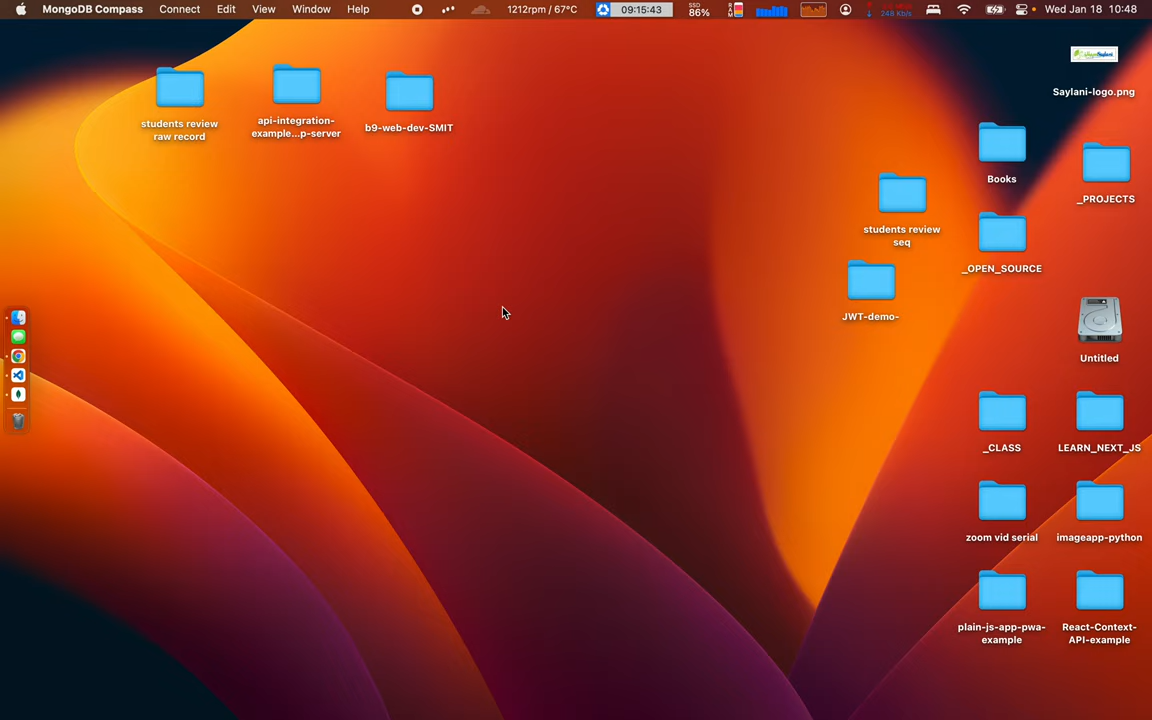 MongoDB Compass Connect Edit View Window Help 1212rpm / 67°C 09:15:43 SSD 86% 248 Kb/s Wed Jan 18 10:48
students review
raw record
api-integration-
example...p-server
b9-web-dev-SMIT
Saylani-logo.png
Books
_PROJECTS
students review
seq
_OPEN_SOURCE
JWT-demo-
Untitled
_CLASS
LEARN_NEXT_JS
zoom vid serial
imageapp-python
plain-js-app-pwa-
example
React-Context-
API-example